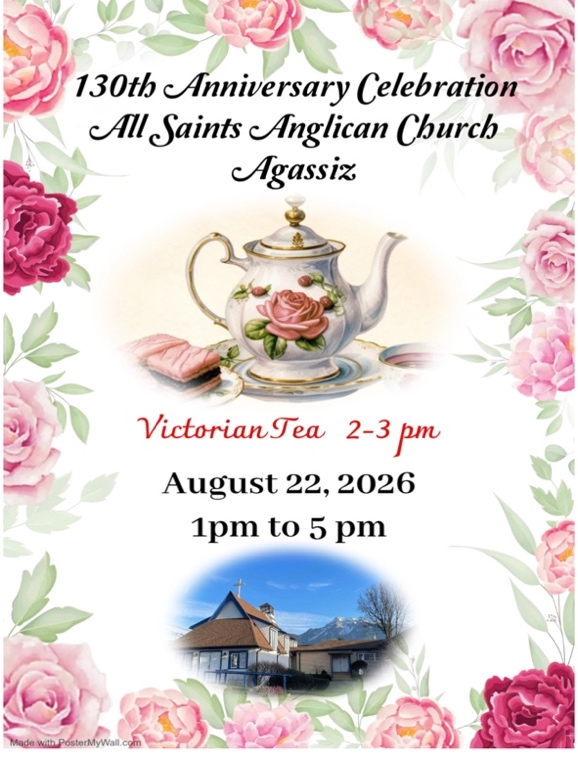 130th Anniversary Celebration
All Saints Anglican Church
Agassiz
Victorian Tea 2-3 pm
August 22, 2026
1pm to 5 pm
Made with PosterMyWall.com